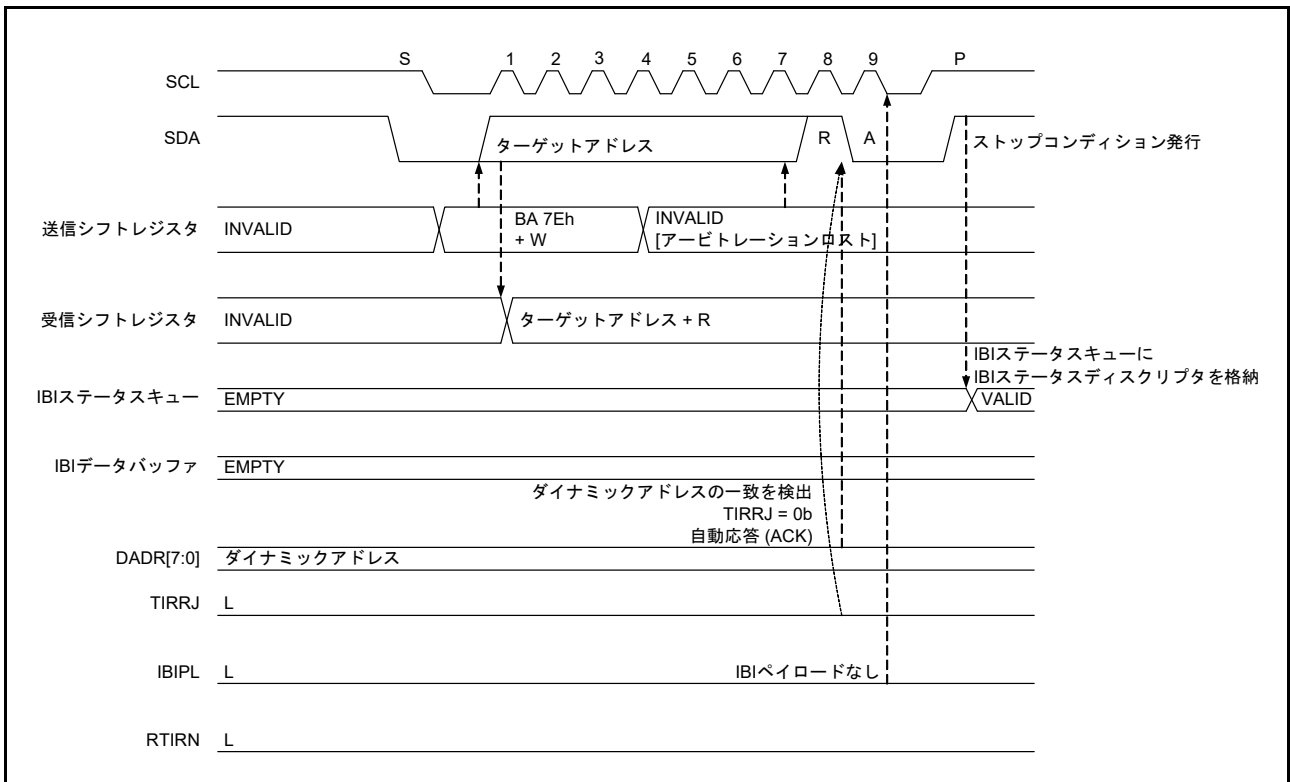 S 1 2 3 4 5 6 7 8 9 P
SCL
SDA
ターゲットアドレス
R
A
ストップコンディション発行
送信シフトレジスタ
INVALID
BA 7Eh
+ W
INVALID
[アービトレーションロスト]
受信シフトレジスタ
INVALID
ターゲットアドレス + R
IBIステータスキューに
IBIステータスディスクリプタを格納
IBIステータスキュー
EMPTY
VALID
IBIデータバッファ
EMPTY
ダイナミックアドレスの一致を検出
TIRRJ = 0b
自動応答 (ACK)
DADR[7:0]
ダイナミックアドレス
TIRRJ
L
IBIPL
L
IBIペイロードなし
RTIRN
L